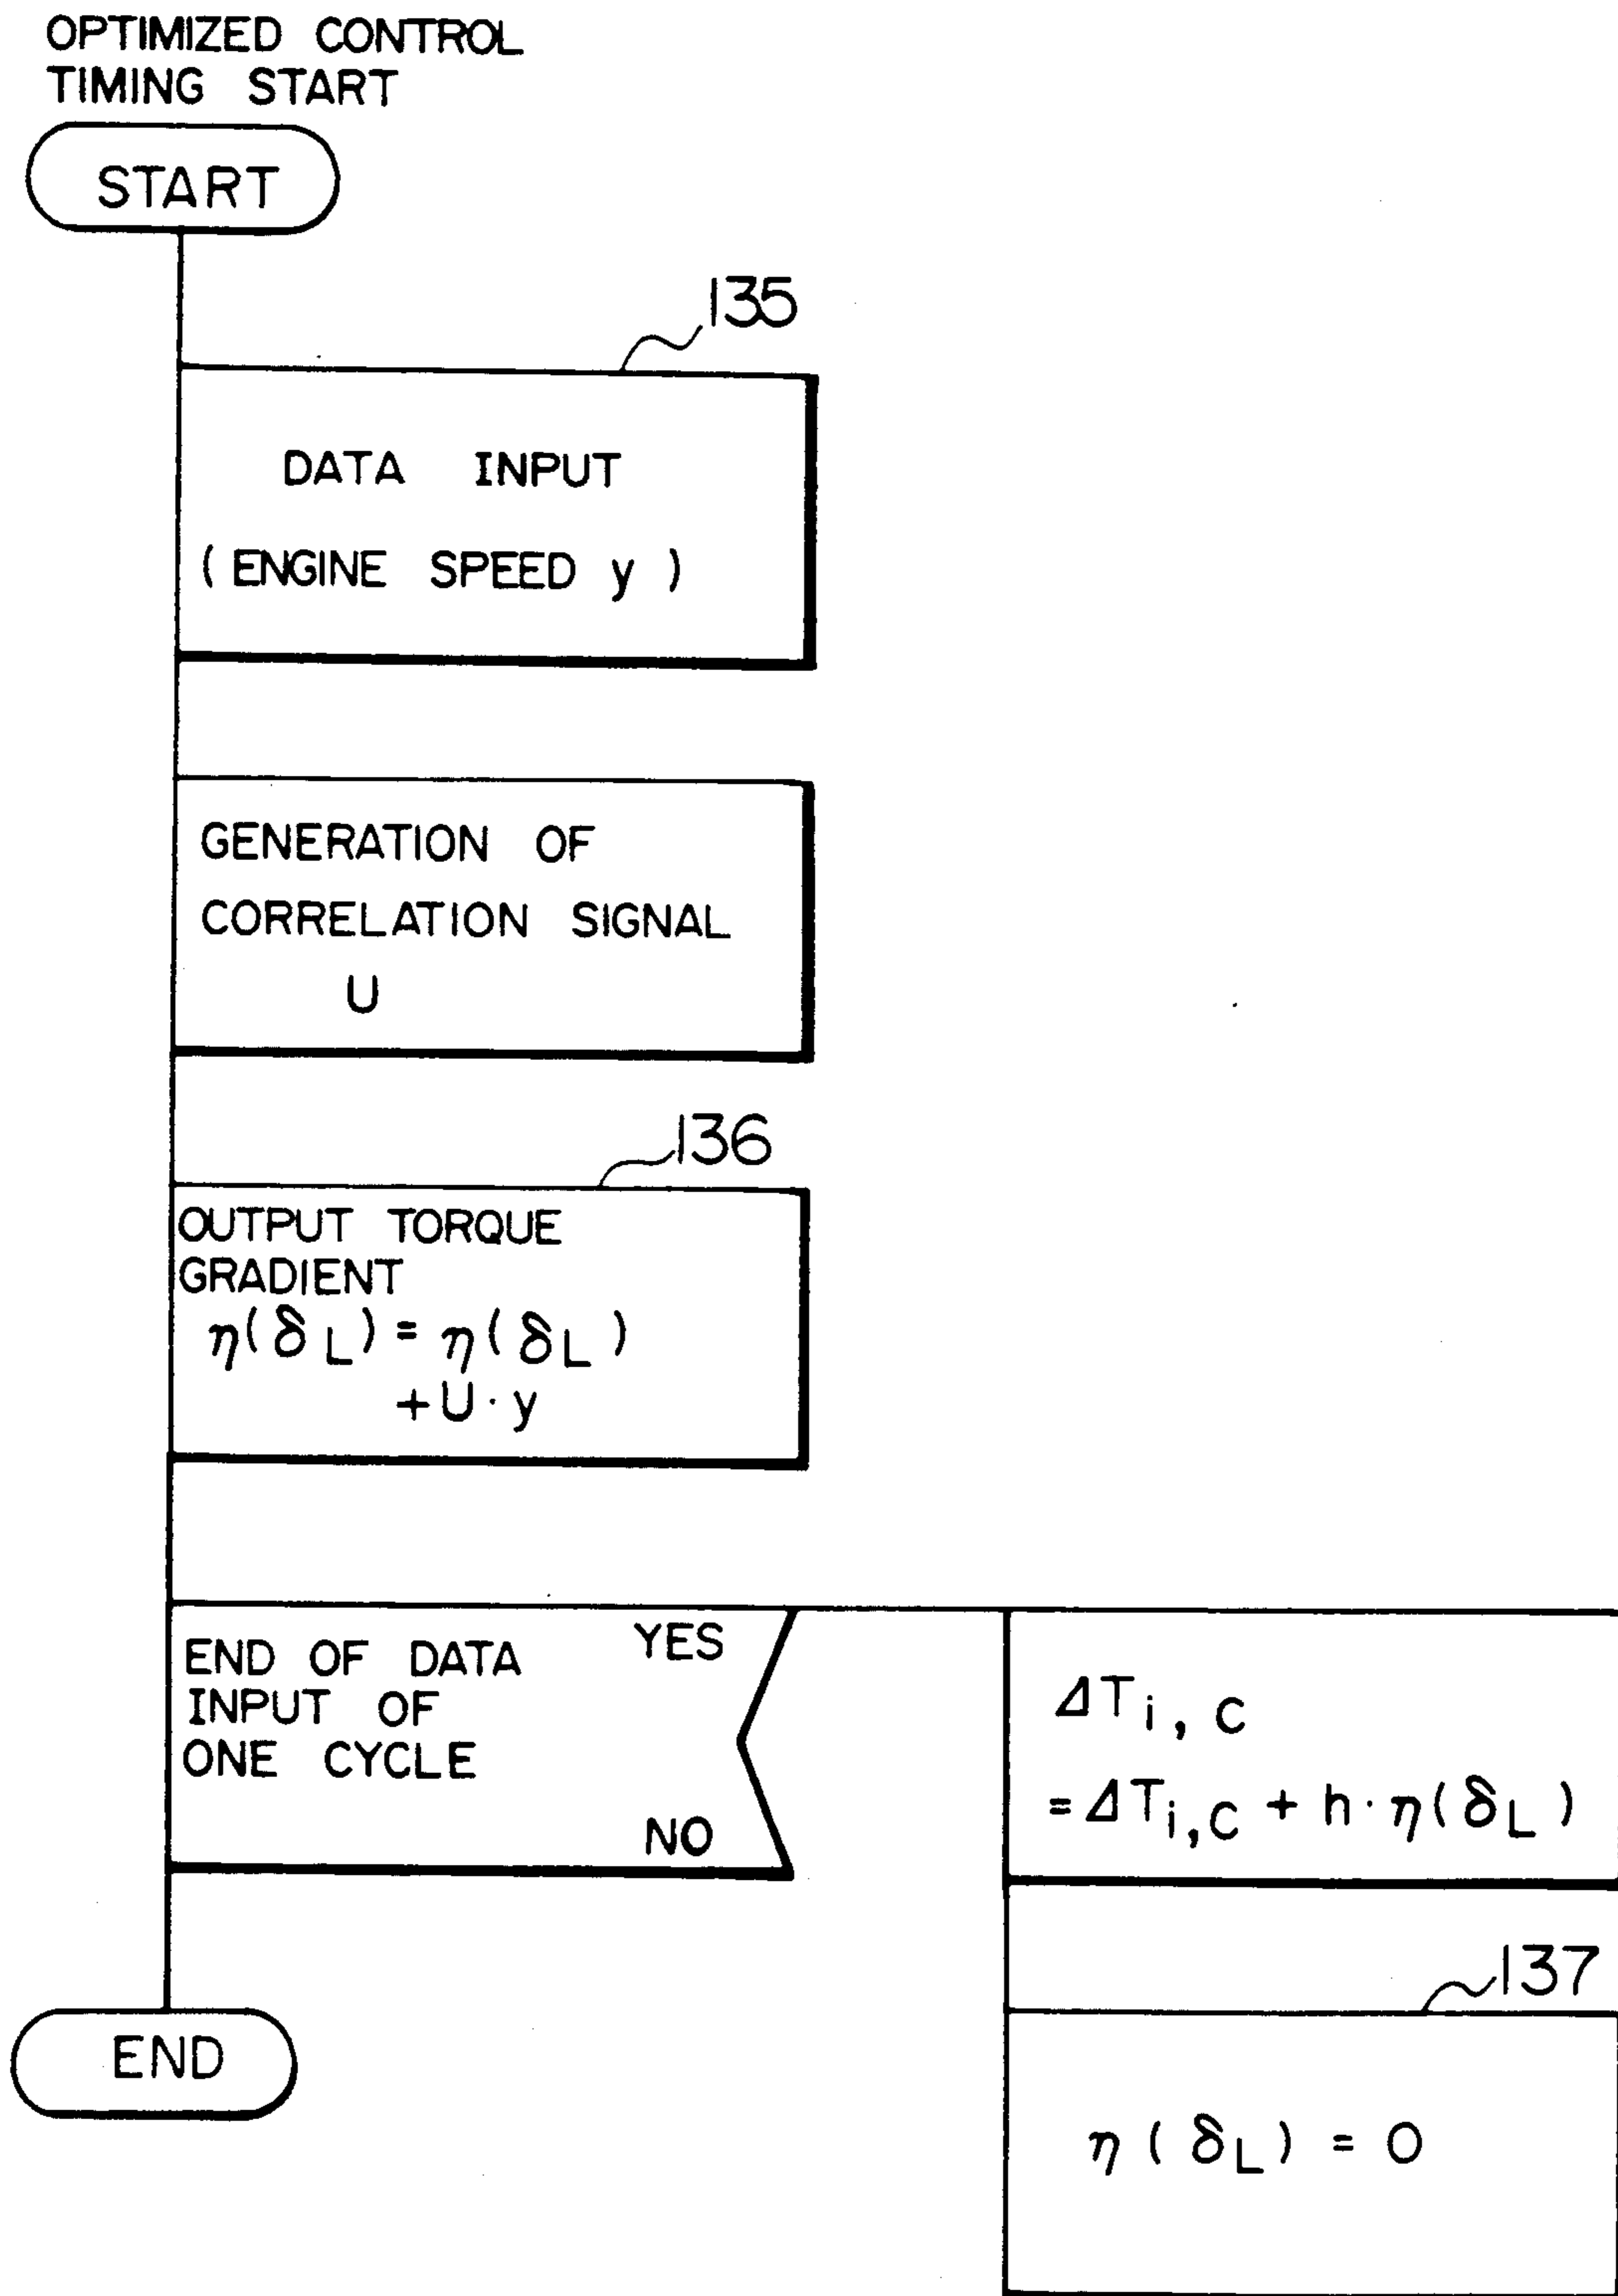 OPTIMIZED CONTROL
TIMING START
START
135
DATA INPUT
( ENGINE SPEED y )
GENERATION OF
CORRELATION SIGNAL
U
136
OUTPUT TORQUE
GRADIENT
η(δL) = η(δL)
+U·y
END OF DATA
INPUT OF
ONE CYCLE
YES
NO
ΔTi, c
=ΔTi,c + h·η(δL)
137
η(δL) = 0
END